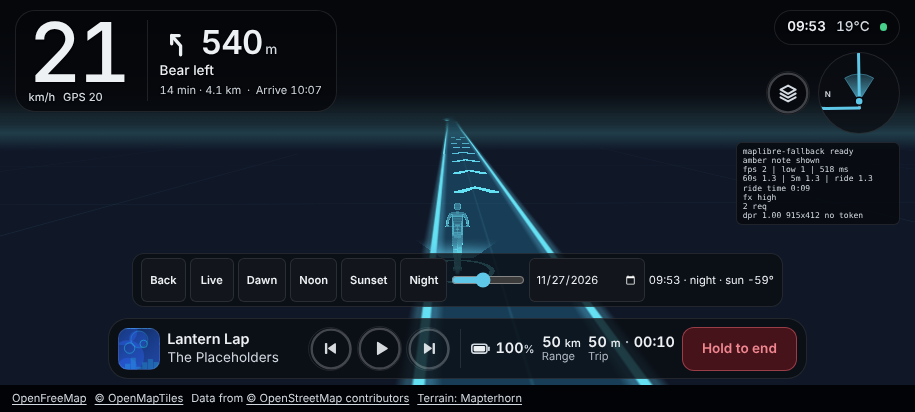 21
km/h GPS 20
540 m
Bear left
14 min · 4.1 km · Arrive 10:07
09:53 19°C
N
maplibre-fallback ready
amber note shown
fps 2 | low 1 | 518 ms
60s 1.3 | 5m 1.3 | ride 1.3
ride time 0:09
fx high
2 req
dpr 1.00 915x412 no token
Back Live Dawn Noon Sunset Night 11/27/2026 09:53 · night · sun -59°
Lantern Lap
The Placeholders
100%
50 km
Range
50 m · 00:10
Trip
Hold to end
OpenFreeMap © OpenMapTiles Data from © OpenStreetMap contributors Terrain: Mapterhorn